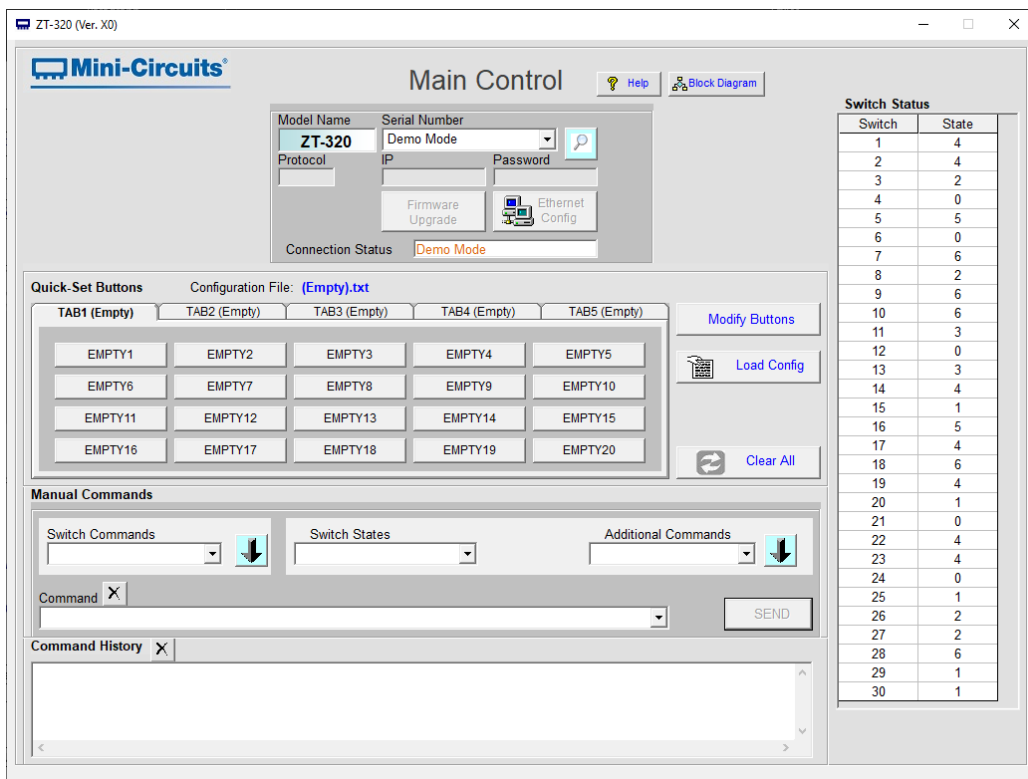 ZT-320 (Ver. X0)
Mini-Circuits®
Main Control
Help
Block Diagram
Model Name Serial Number
ZT-320 Demo Mode
Protocol IP Password
Firmware Upgrade
Ethernet Config
Connection Status Demo Mode
Quick-Set Buttons Configuration File: (Empty).txt
TAB1 (Empty) TAB2 (Empty) TAB3 (Empty) TAB4 (Empty) TAB5 (Empty)
EMPTY1 EMPTY2 EMPTY3 EMPTY4 EMPTY5
EMPTY6 EMPTY7 EMPTY8 EMPTY9 EMPTY10
EMPTY11 EMPTY12 EMPTY13 EMPTY14 EMPTY15
EMPTY16 EMPTY17 EMPTY18 EMPTY19 EMPTY20
Modify Buttons
Load Config
Clear All
Manual Commands
Switch Commands Switch States Additional Commands
Command X
SEND
Command History X
Switch Status
Switch State
1 4
2 4
3 2
4 0
5 5
6 0
7 6
8 2
9 6
10 6
11 3
12 0
13 3
14 4
15 1
16 5
17 4
18 6
19 4
20 1
21 0
22 4
23 4
24 0
25 1
26 2
27 2
28 6
29 1
30 1